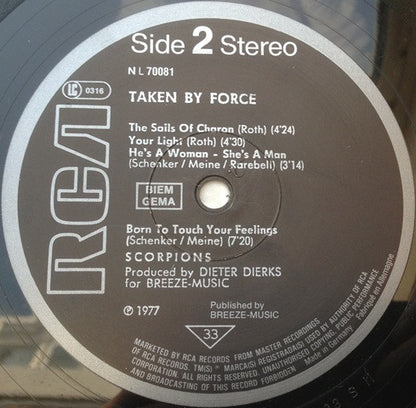 Side 2 Stereo
NL 70081
LC 0316
TAKEN BY FORCE
RCA
The Sails Of Charon (Roth) (4'24)
Your Light (Roth) (4'30)
He's A Woman - She's A Man
(Schenker / Meine / Rarebell) (3'14)
BIEM
GEMA
Born To Touch Your Feelings
(Schenker / Meine) (7'20)
SCORPIONS
Produced by DIETER DIERKS
for BREEZE-MUSIC
℗ 1977
Published by
BREEZE-MUSIC
33
MARKETED BY RCA RECORDS FROM MASTER RECORDINGS
OF RCA RECORDS. TM(S) ® MARCA(S) REGISTRADA(S) USED BY AUTHORITY OF RCA
CORPORATION. ALL RIGHTS RESERVED. UNAUTHORISED COPYING, PUBLIC PERFORMANCE
AND BROADCASTING OF THIS RECORD FORBIDDEN.
Made in Germany
Fabriqué en Allemagne